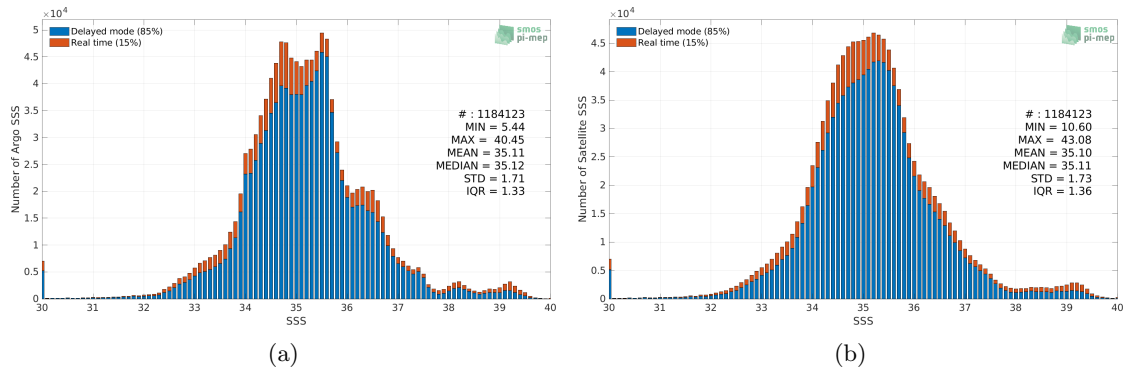 ×10⁴
Delayed mode (85%)
Real time (15%)
smos
pi-mep
5
4.5
4
3.5
3
2.5
2
1.5
1
0.5
0
Number of Argo SSS
# : 1184123
MIN = 5.44
MAX = 40.45
MEAN = 35.11
MEDIAN = 35.12
STD = 1.71
IQR = 1.33
30 31 32 33 34 35 36 37 38 39 40
SSS
(a)
×10⁴
Delayed mode (85%)
Real time (15%)
smos
pi-mep
4.5
4
3.5
3
2.5
2
1.5
1
0.5
0
Number of Satellite SSS
# : 1184123
MIN = 10.60
MAX = 43.08
MEAN = 35.10
MEDIAN = 35.11
STD = 1.73
IQR = 1.36
30 31 32 33 34 35 36 37 38 39 40
SSS
(b)